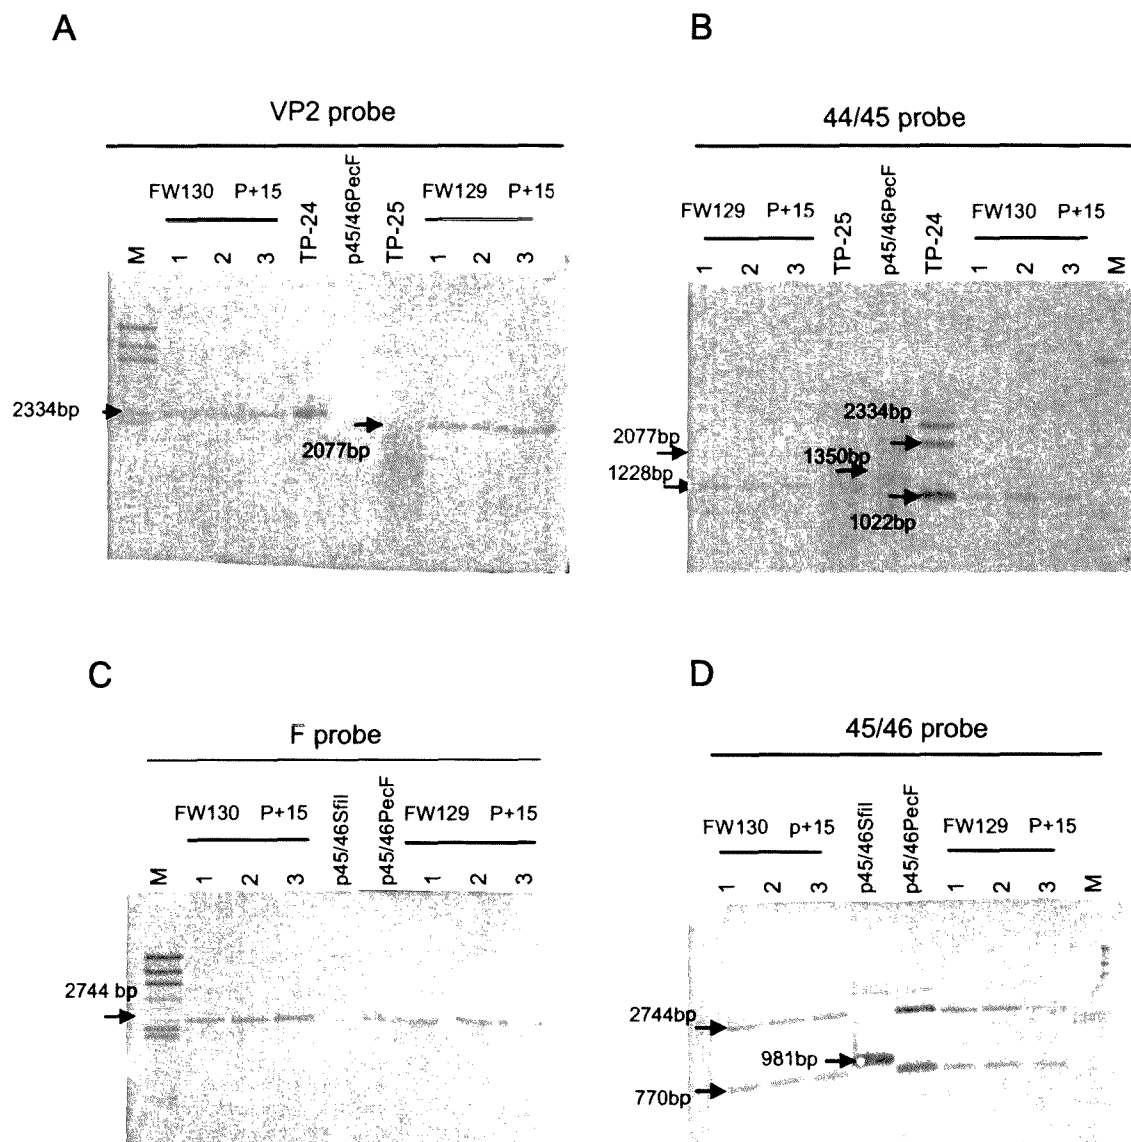 A
VP2 probe
FW130 P+15
FW129 P+15
M 1 2 3 TP-24 p45/46PecF TP-25 1 2 3
2334bp
2077bp
B
44/45 probe
FW129 P+15
FW130 P+15
1 2 3 TP-25 p45/46PecF TP-24 1 2 3 M
2334bp
2077bp
1350bp
1228bp
1022bp
C
F probe
FW130 P+15
FW129 P+15
M 1 2 3 p45/46SfiI p45/46PecF 1 2 3
2744 bp
D
45/46 probe
FW130 p+15
FW129 P+15
1 2 3 p45/46SfiI p45/46PecF 1 2 3 M
2744bp
981bp
770bp